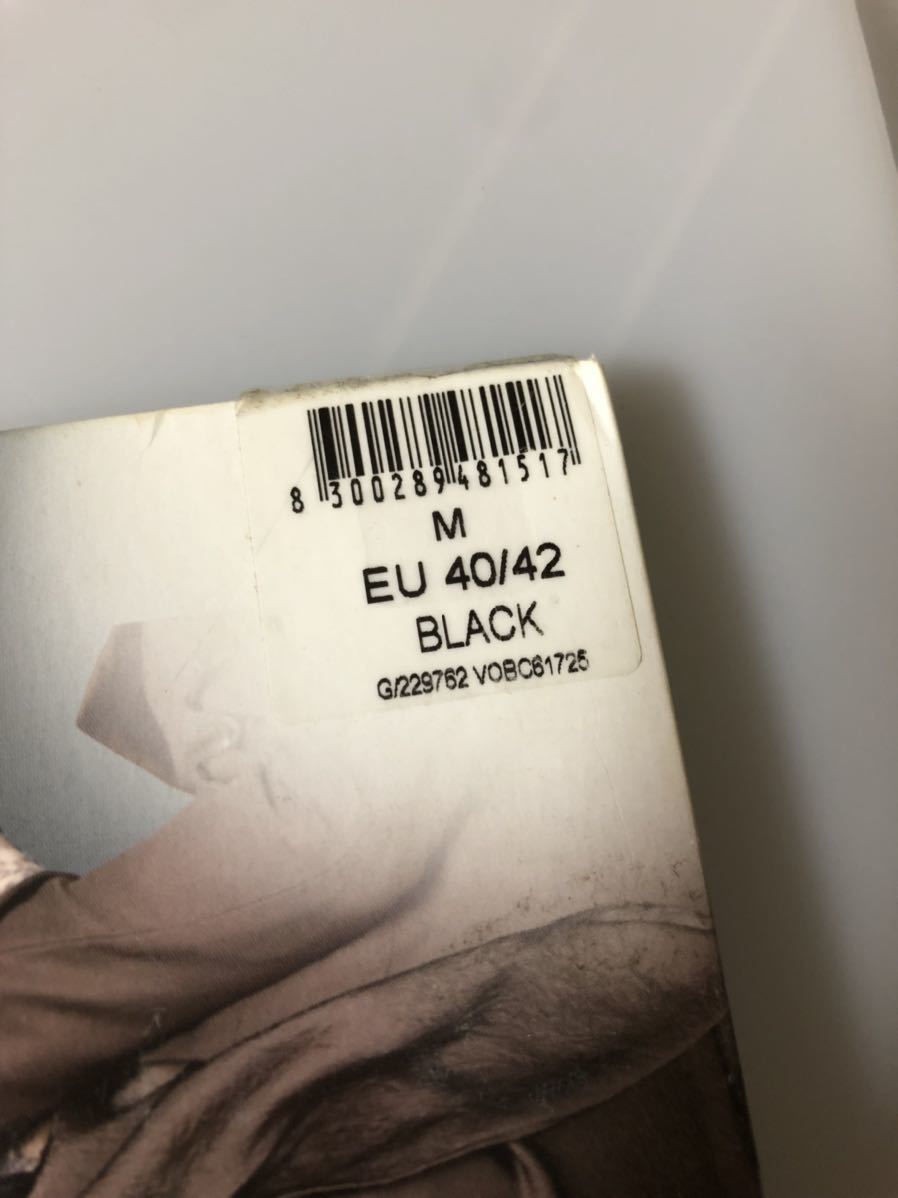 8 300289 481517
M
EU 40/42
BLACK
G/229762 VOBC61725